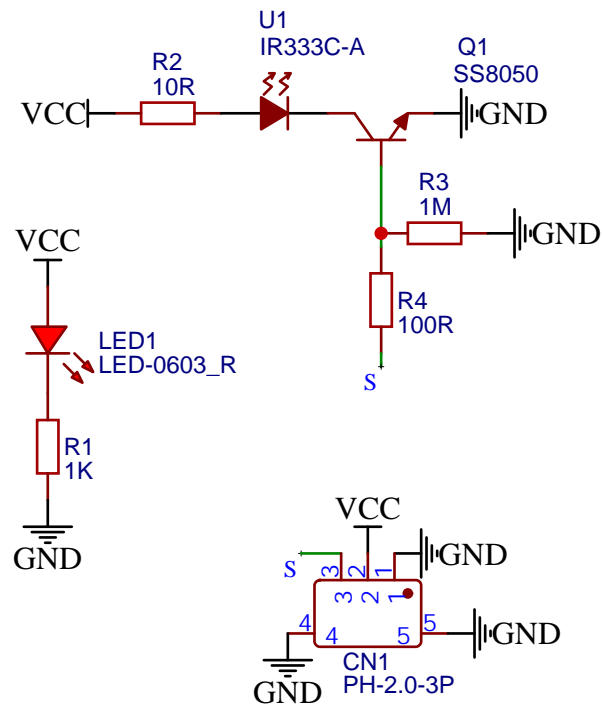 U1
IR333C-A
Q1
SS8050
R2
10R
VCC
GND
R3
1M
GND
VCC
R4
100R
LED1
LED-0603_R
S
R1
1K
GND
VCC
S
3
2
1
GND
3
2
1
4
4
5
5
GND
CN1
PH-2.0-3P
GND